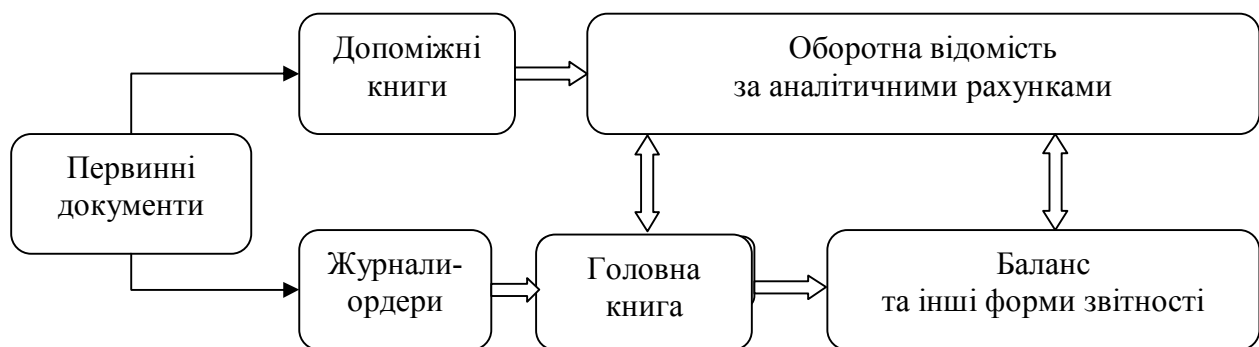 Допоміжні
книги
Оборотна відомість
за аналітичними рахунками
Первинні
документи
Журнали-
ордери
Головна
книга
Баланс
та інші форми звітності